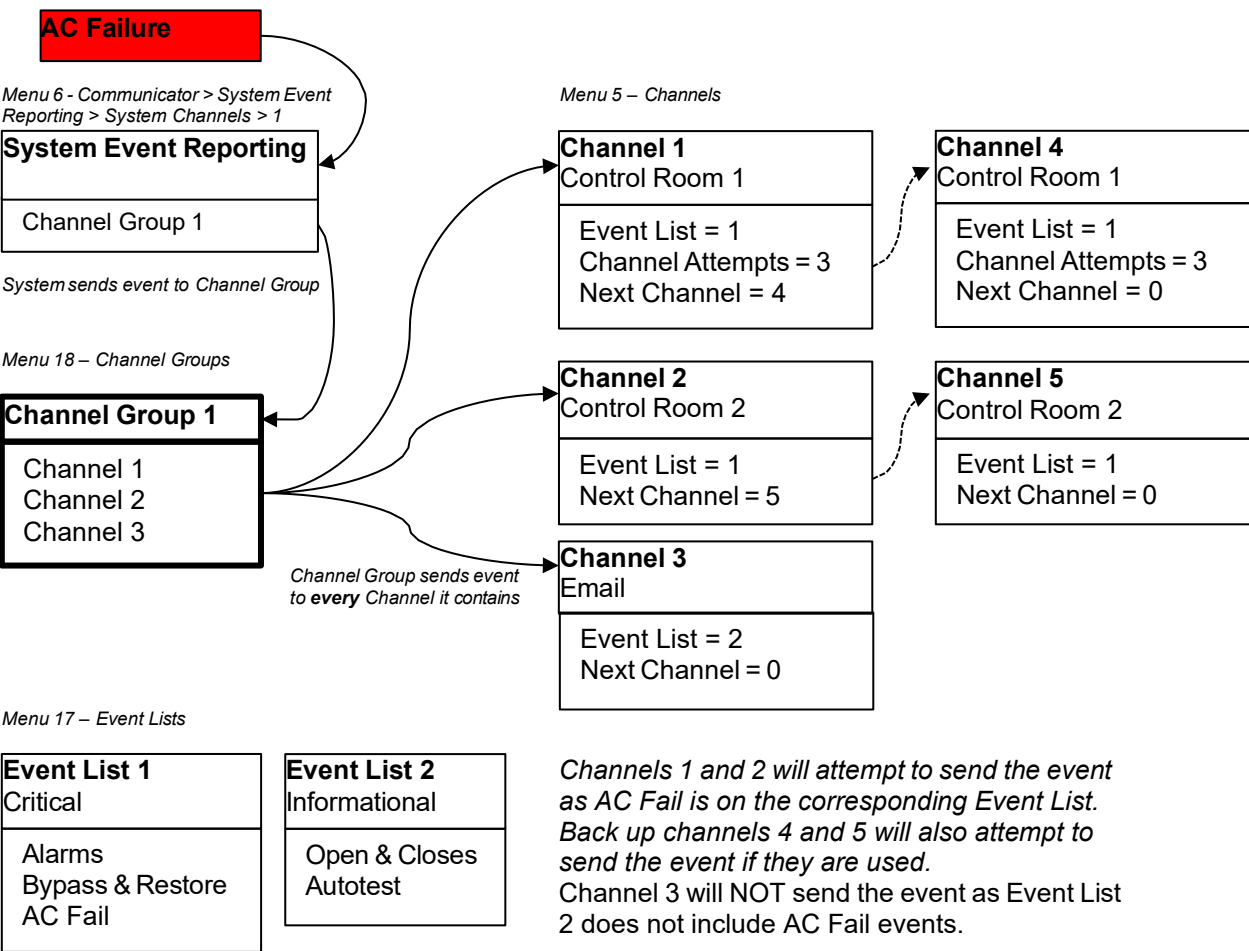 AC Failure
Menu 6 - Communicator > System Event
Reporting > System Channels > 1
System Event Reporting
Channel Group 1
System sends event to Channel Group
Menu 18 – Channel Groups
Channel Group 1
Channel 1
Channel 2
Channel 3
Channel Group sends event
to every Channel it contains
Menu 5 – Channels
Channel 1
Control Room 1
Event List = 1
Channel Attempts = 3
Next Channel = 4
Channel 4
Control Room 1
Event List = 1
Channel Attempts = 3
Next Channel = 0
Channel 2
Control Room 2
Event List = 1
Next Channel = 5
Channel 5
Control Room 2
Event List = 1
Next Channel = 0
Channel 3
Email
Event List = 2
Next Channel = 0
Menu 17 – Event Lists
Event List 1
Critical
Alarms
Bypass & Restore
AC Fail
Event List 2
Informational
Open & Closes
Autotest
Channels 1 and 2 will attempt to send the event
as AC Fail is on the corresponding Event List.
Back up channels 4 and 5 will also attempt to
send the event if they are used.
Channel 3 will NOT send the event as Event List
2 does not include AC Fail events.